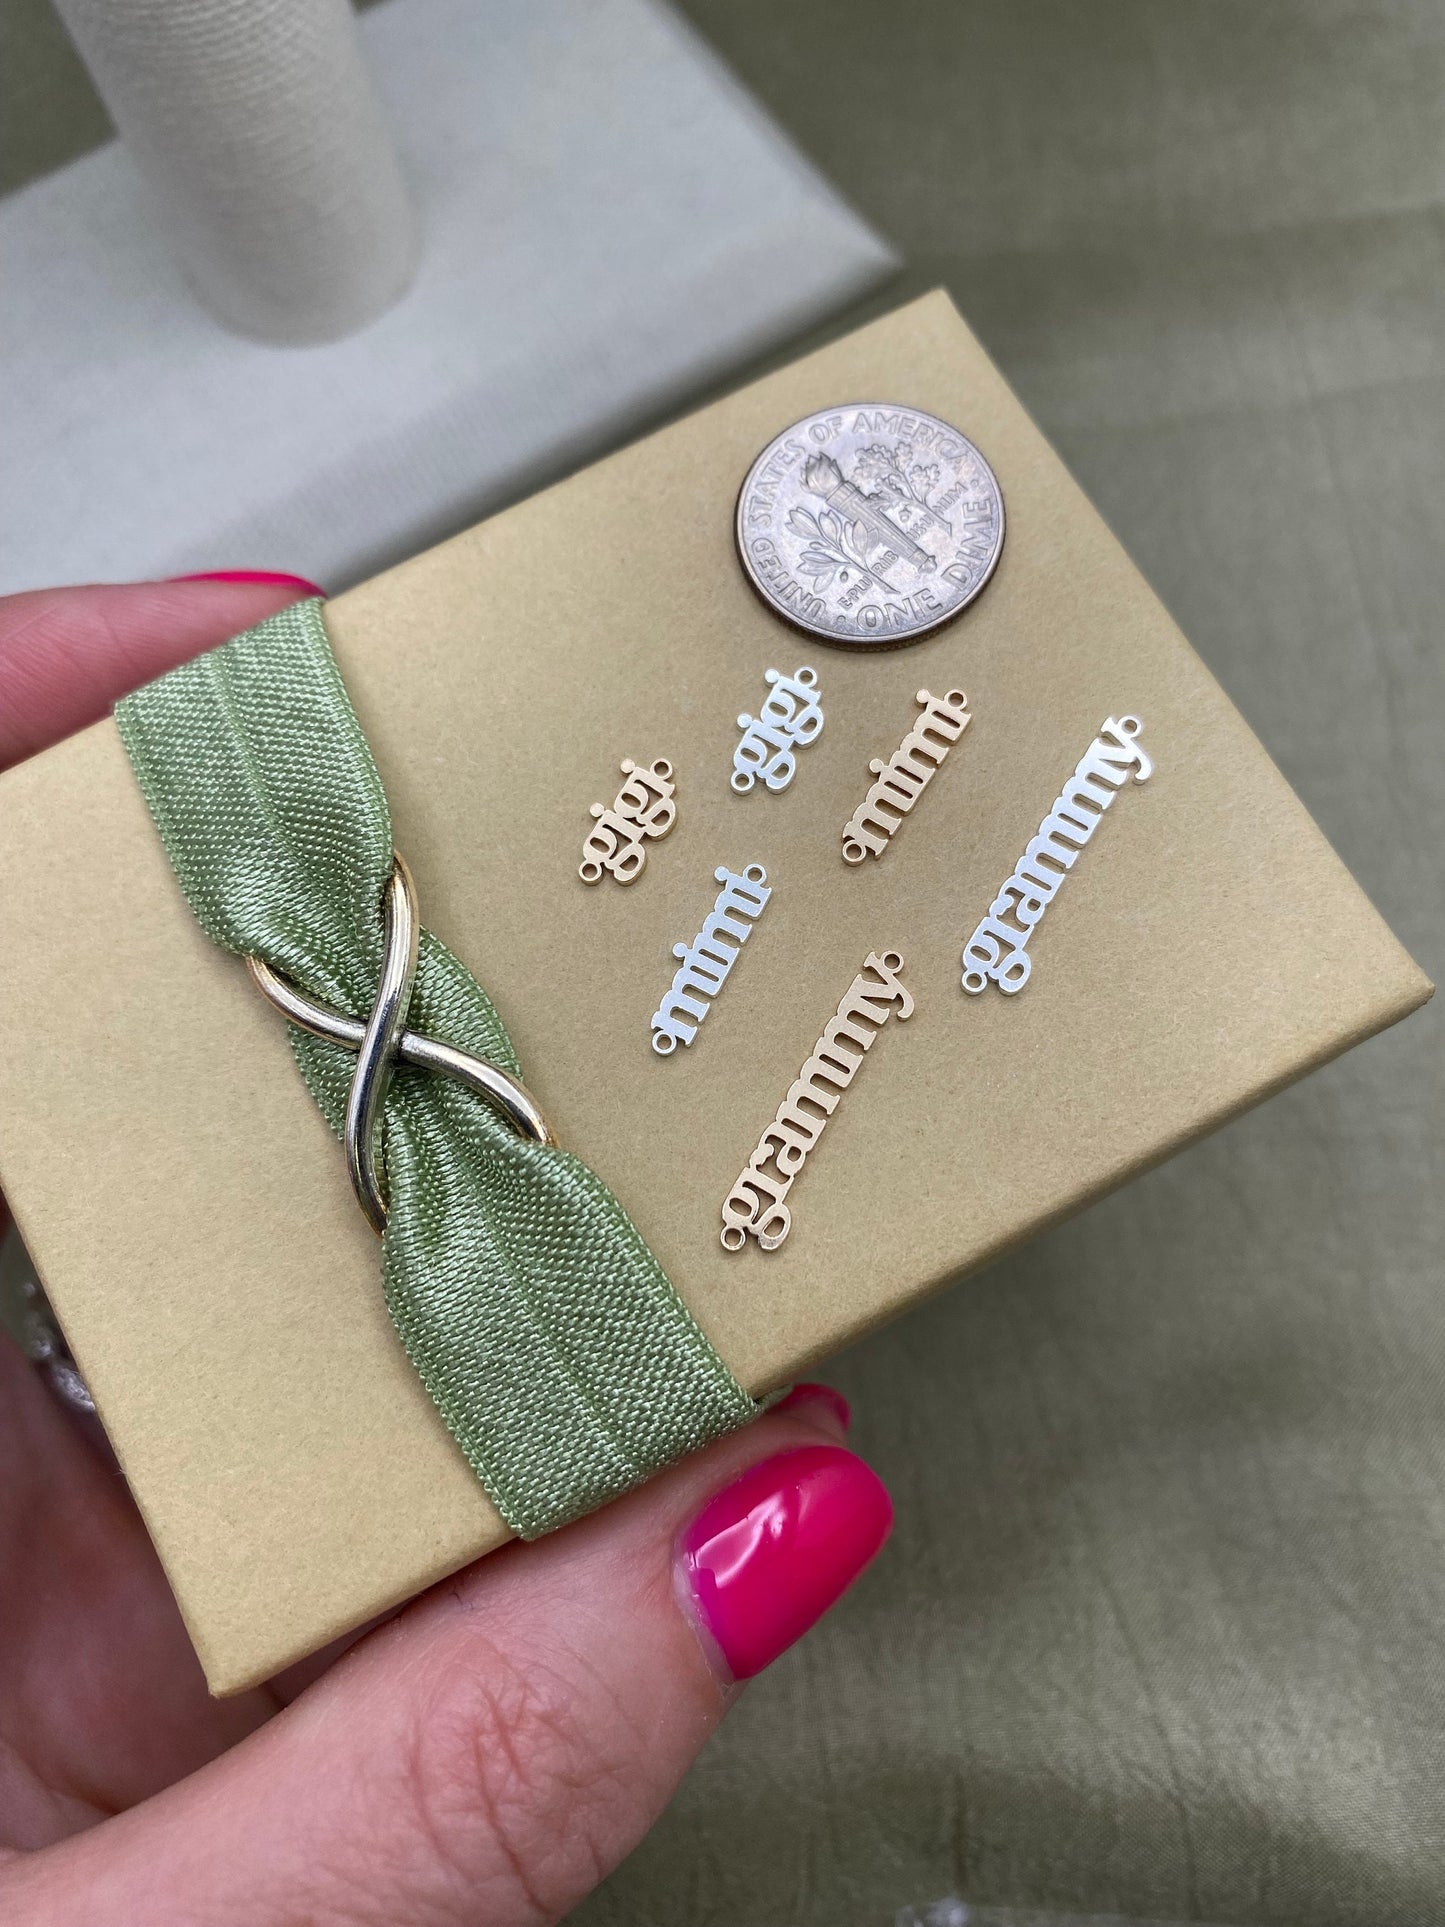 UNITED STATES OF AMERICA
E·PLURIBUS UNUM
ONE DIME
gigi
gigi
mimi
mimi
grammy
grammy